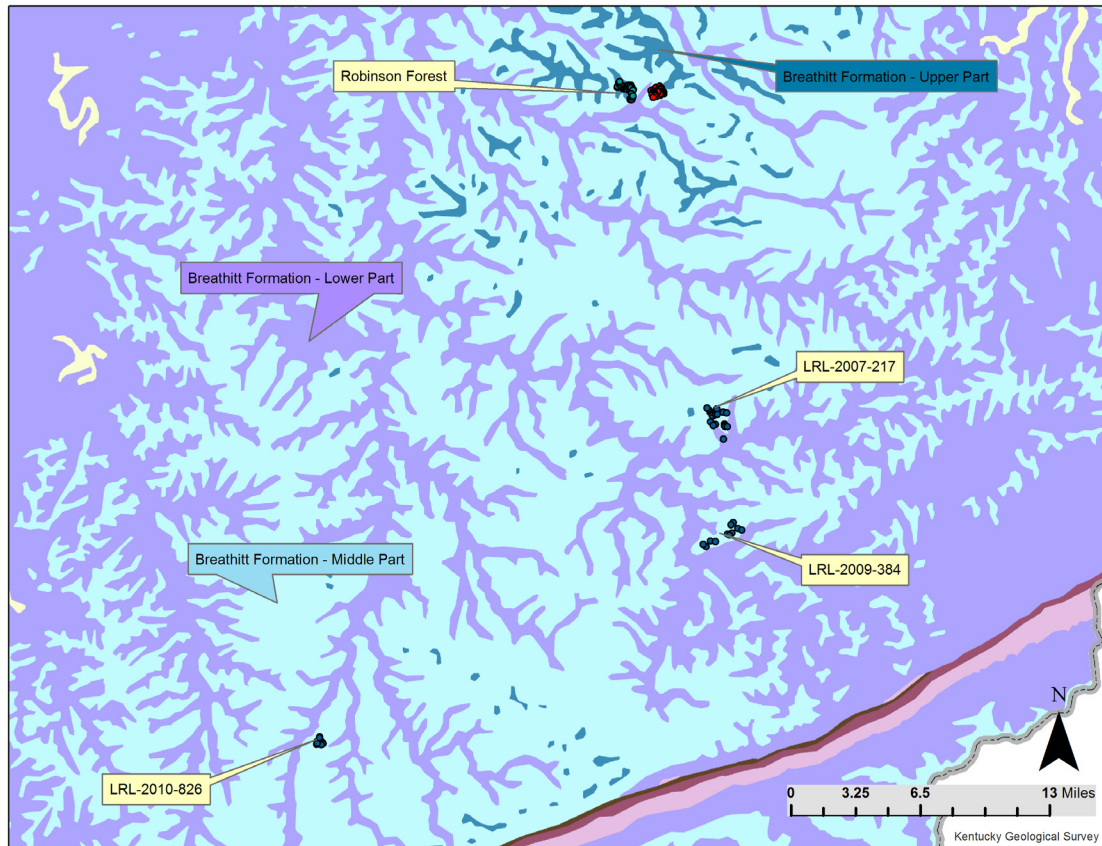 Robinson Forest
Breathitt Formation - Upper Part
Breathitt Formation - Lower Part
LRL-2007-217
Breathitt Formation - Middle Part
LRL-2009-384
LRL-2010-826
N
0 3.25 6.5 13 Miles
Kentucky Geological Survey